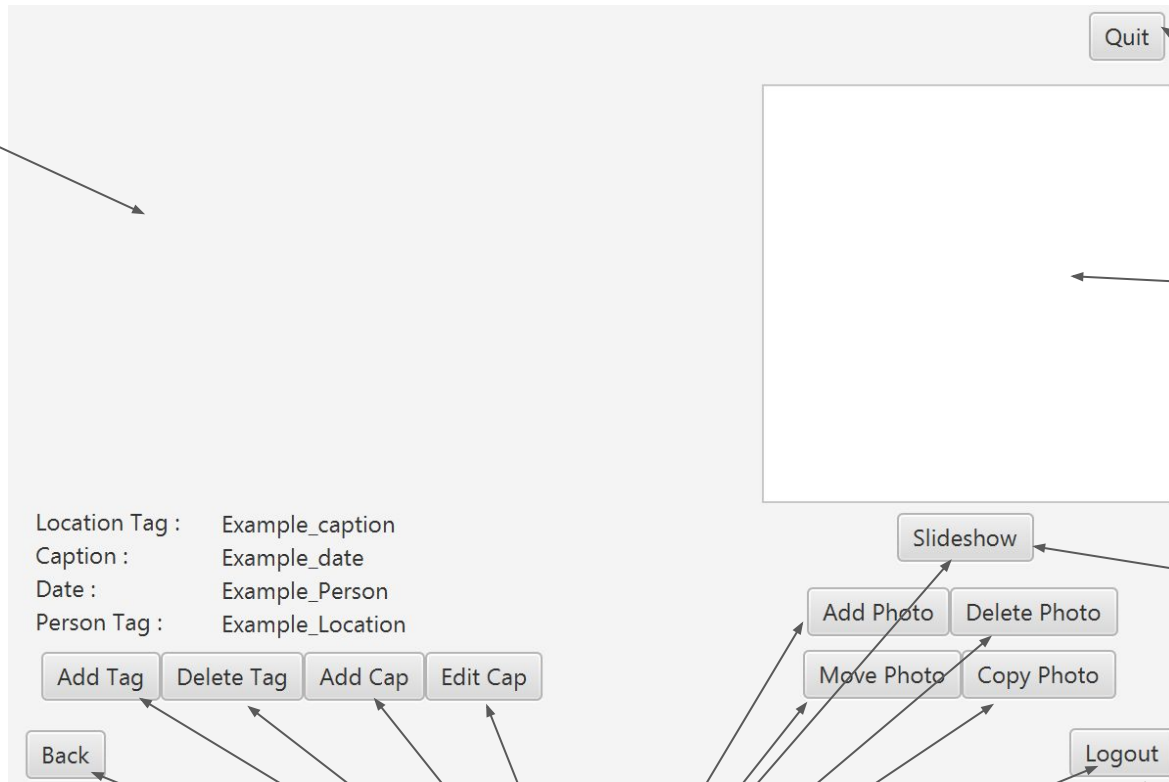 Quit
Location Tag : Example_caption
Caption : Example_date
Date : Example_Person
Person Tag : Example_Location
Slideshow
Add Photo Delete Photo
Add Tag Delete Tag Add Cap Edit Cap Move Photo Copy Photo
Back Logout